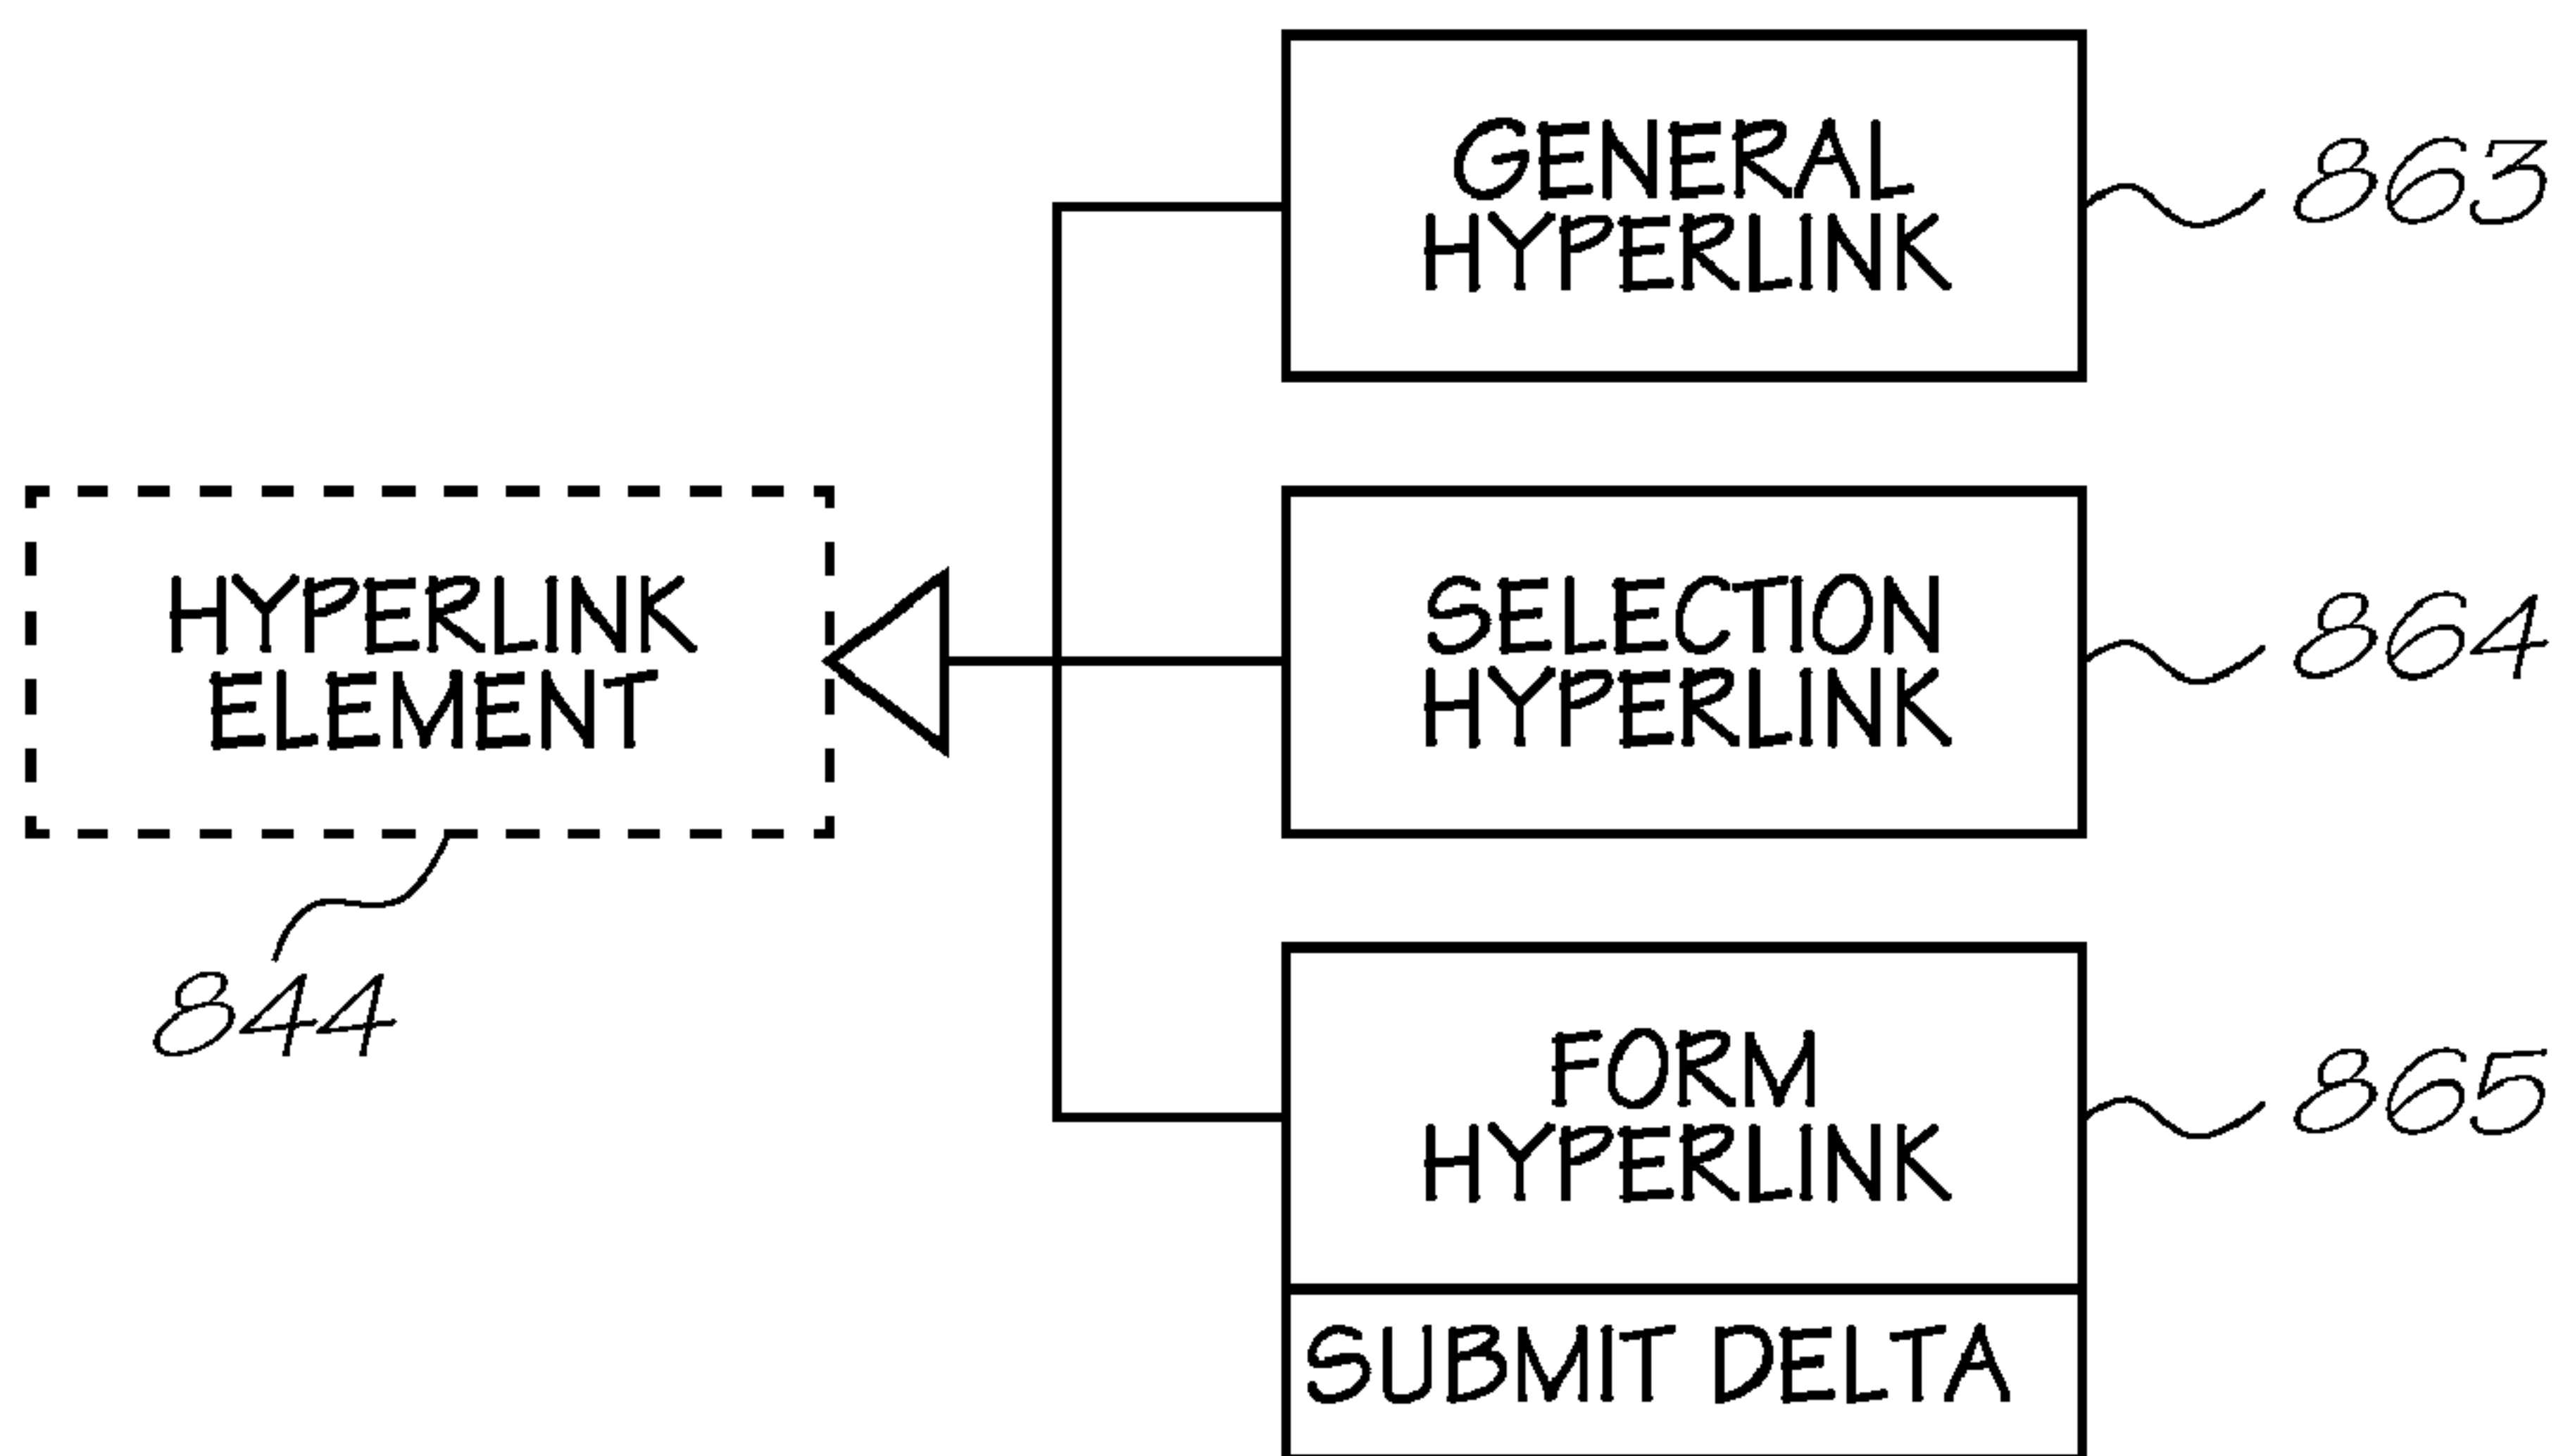 GENERAL
HYPERLINK
863
HYPERLINK
ELEMENT
844
SELECTION
HYPERLINK
864
FORM
HYPERLINK
865
SUBMIT DELTA